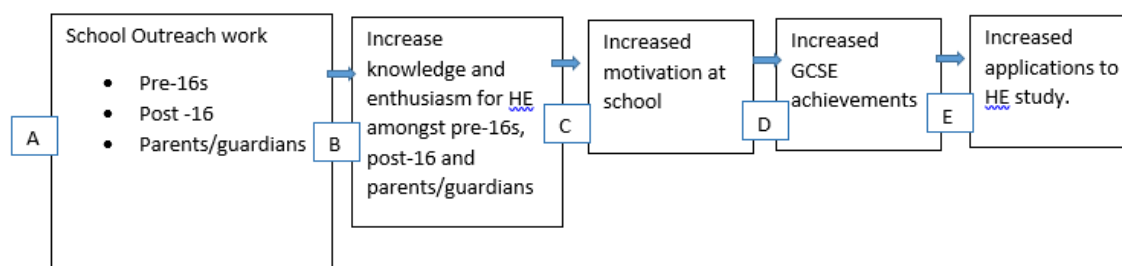 A
School Outreach work
• Pre-16s
• Post -16
• Parents/guardians
B
Increase
knowledge and
enthusiasm for HE
amongst pre-16s,
post-16 and
parents/guardians
C
Increased
motivation at
school
D
Increased
GCSE
achievements
E
Increased
applications to
HE study.